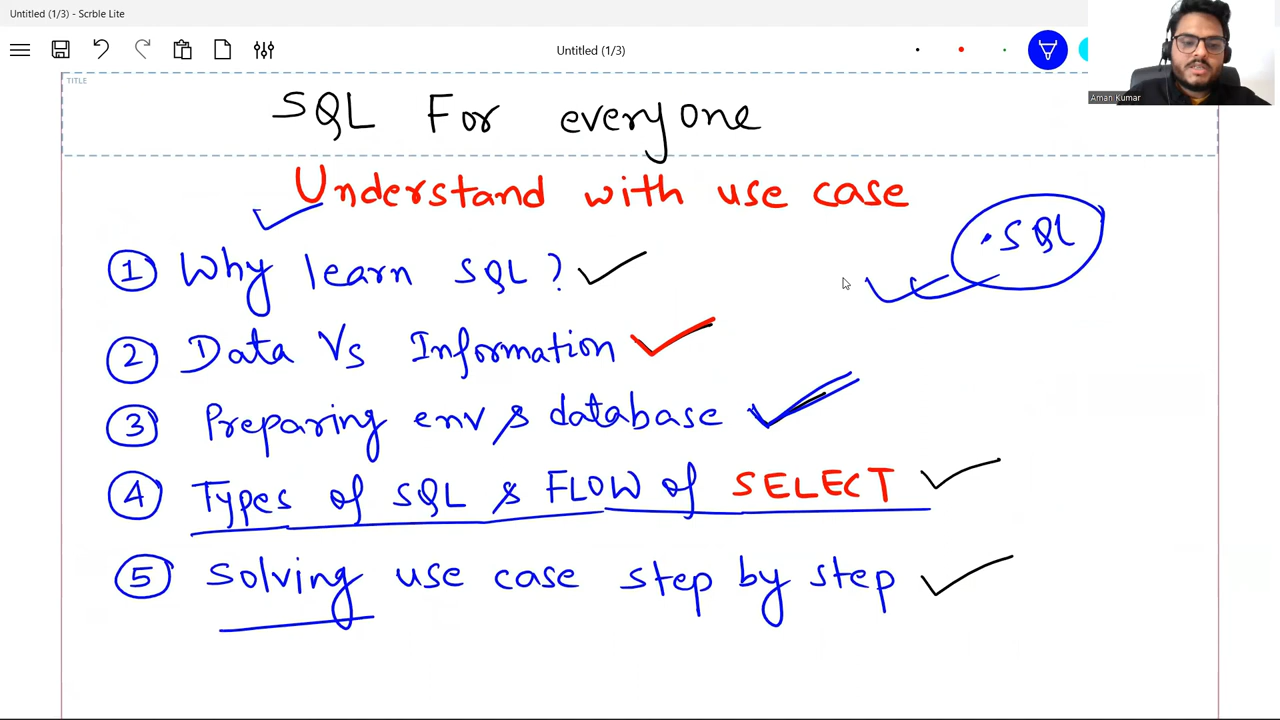 Untitled (1/3) - Scrble Lite
Untitled (1/3)
Aman Kumar
TITLE
SQL For everyone
Understand with use case
SQL
1 Why learn SQL?
2 Data Vs Information
3 Preparing env & database
4 Types of SQL & FLOW of SELECT
5 Solving use case step by step